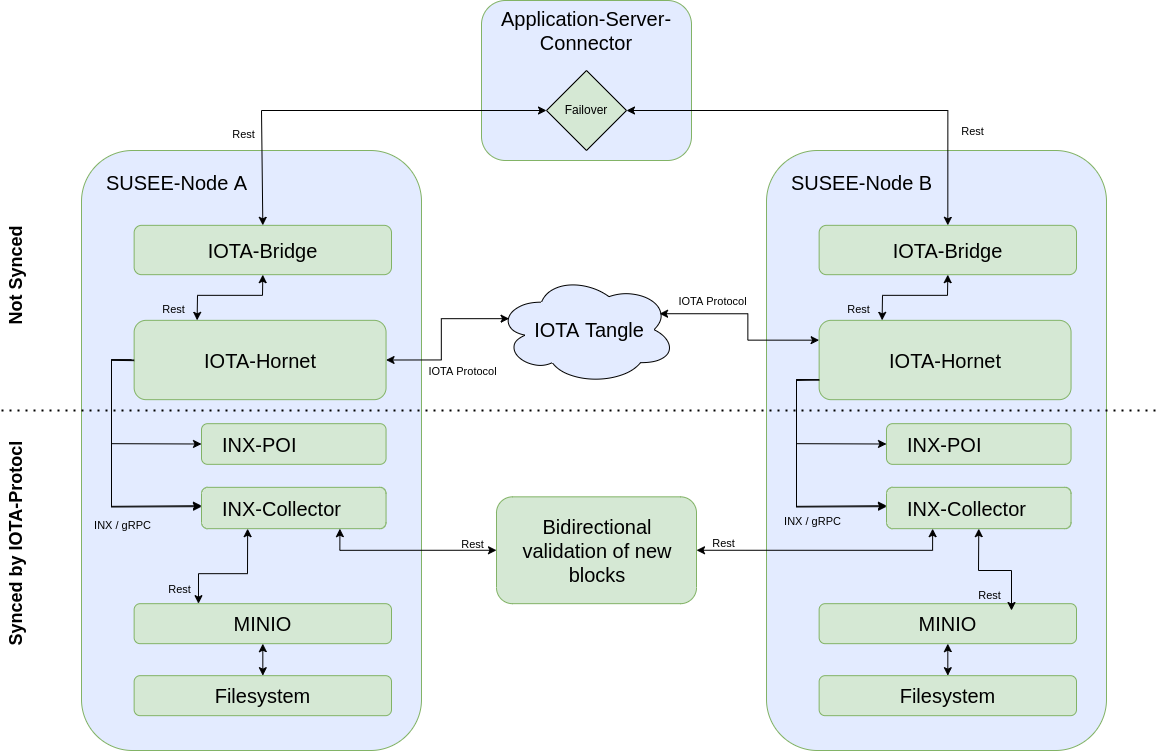 Application-Server-
Connector
Failover
Rest
Rest
SUSEE-Node A
SUSEE-Node B
Not Synced
IOTA-Bridge
IOTA-Bridge
Rest
IOTA Protocol
Rest
IOTA-Hornet
IOTA Tangle
IOTA-Hornet
IOTA Protocol
Synced by IOTA-Protocl
INX-POI
INX-POI
INX-Collector
INX-Collector
INX / gRPC
INX / gRPC
Bidirectional
validation of new
blocks
Rest
Rest
Rest
Rest
MINIO
MINIO
Filesystem
Filesystem